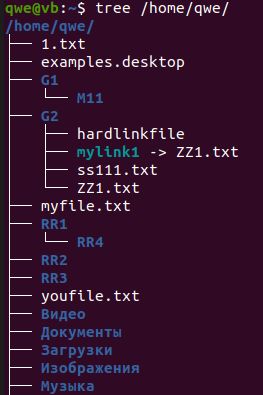 qwe@vb:~$ tree /home/qwe/
/home/qwe/
├── 1.txt
├── examples.desktop
├── G1
│   └── M11
├── G2
│   ├── hardlinkfile
│   ├── mylink1 -> ZZ1.txt
│   ├── ss111.txt
│   └── ZZ1.txt
├── myfile.txt
├── RR1
│   └── RR4
├── RR2
├── RR3
├── youfile.txt
├── Видео
├── Документы
├── Загрузки
├── Изображения
├── Музыка